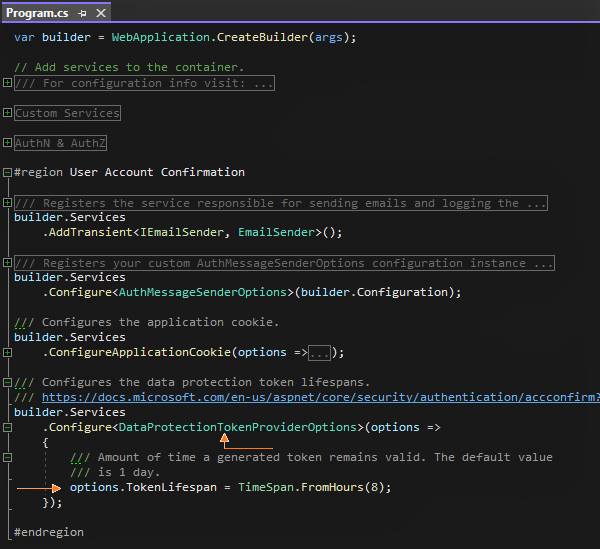 Program.cs
var builder = WebApplication.CreateBuilder(args);
// Add services to the container.
/// For configuration info visit: ...
Custom Services
AuthN & AuthZ
#region User Account Confirmation
/// Registers the service responsible for sending emails and logging the ...
builder.Services
.AddTransient<IEmailSender, EmailSender>();
/// Registers your custom AuthMessageSenderOptions configuration instance ...
builder.Services
.Configure<AuthMessageSenderOptions>(builder.Configuration);
/// Configures the application cookie.
builder.Services
.ConfigureApplicationCookie(options =>...);
/// Configures the data protection token lifespans.
/// https://docs.microsoft.com/en-us/aspnet/core/security/authentication/accconfirm?
builder.Services
.Configure<DataProtectionTokenProviderOptions>(options =>
{
/// Amount of time a generated token remains valid. The default value
/// is 1 day.
options.TokenLifespan = TimeSpan.FromHours(8);
});
#endregion